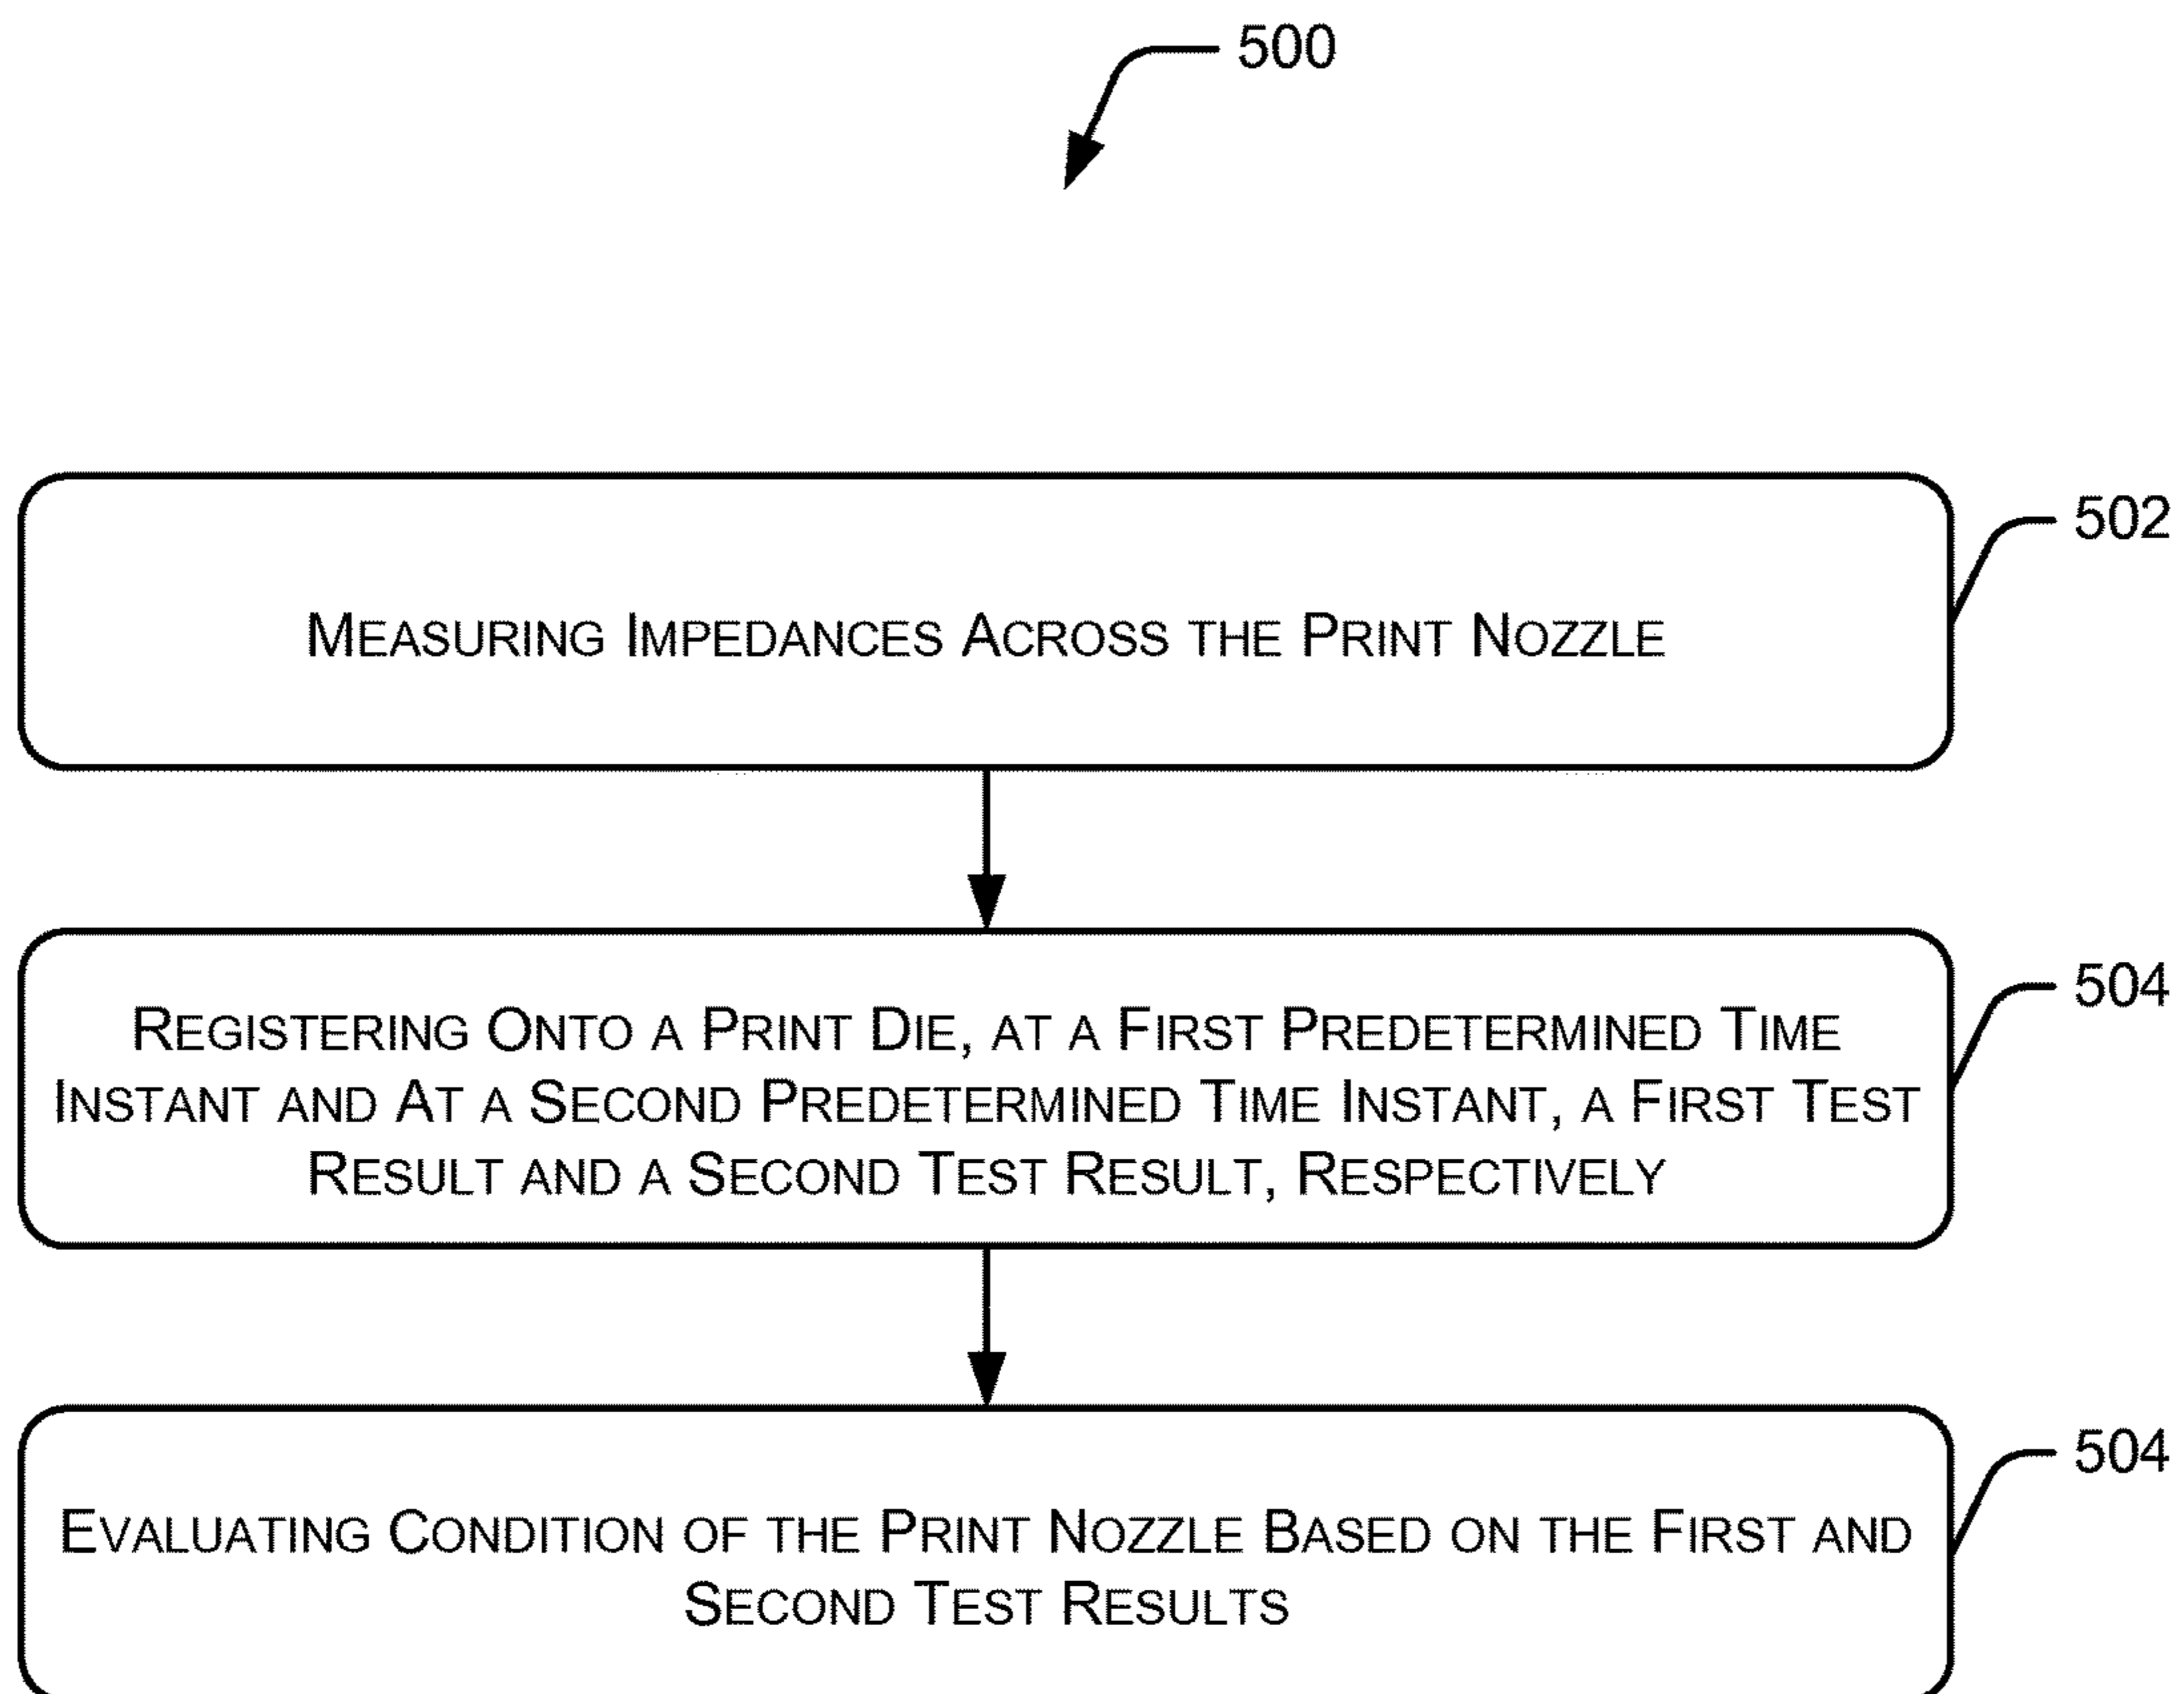 500
502
MEASURING IMPEDANCES ACROSS THE PRINT NOZZLE
504
REGISTERING ONTO A PRINT DIE, AT A FIRST PREDETERMINED TIME
INSTANT AND AT A SECOND PREDETERMINED TIME INSTANT, A FIRST TEST
RESULT AND A SECOND TEST RESULT, RESPECTIVELY
504
EVALUATING CONDITION OF THE PRINT NOZZLE BASED ON THE FIRST AND
SECOND TEST RESULTS